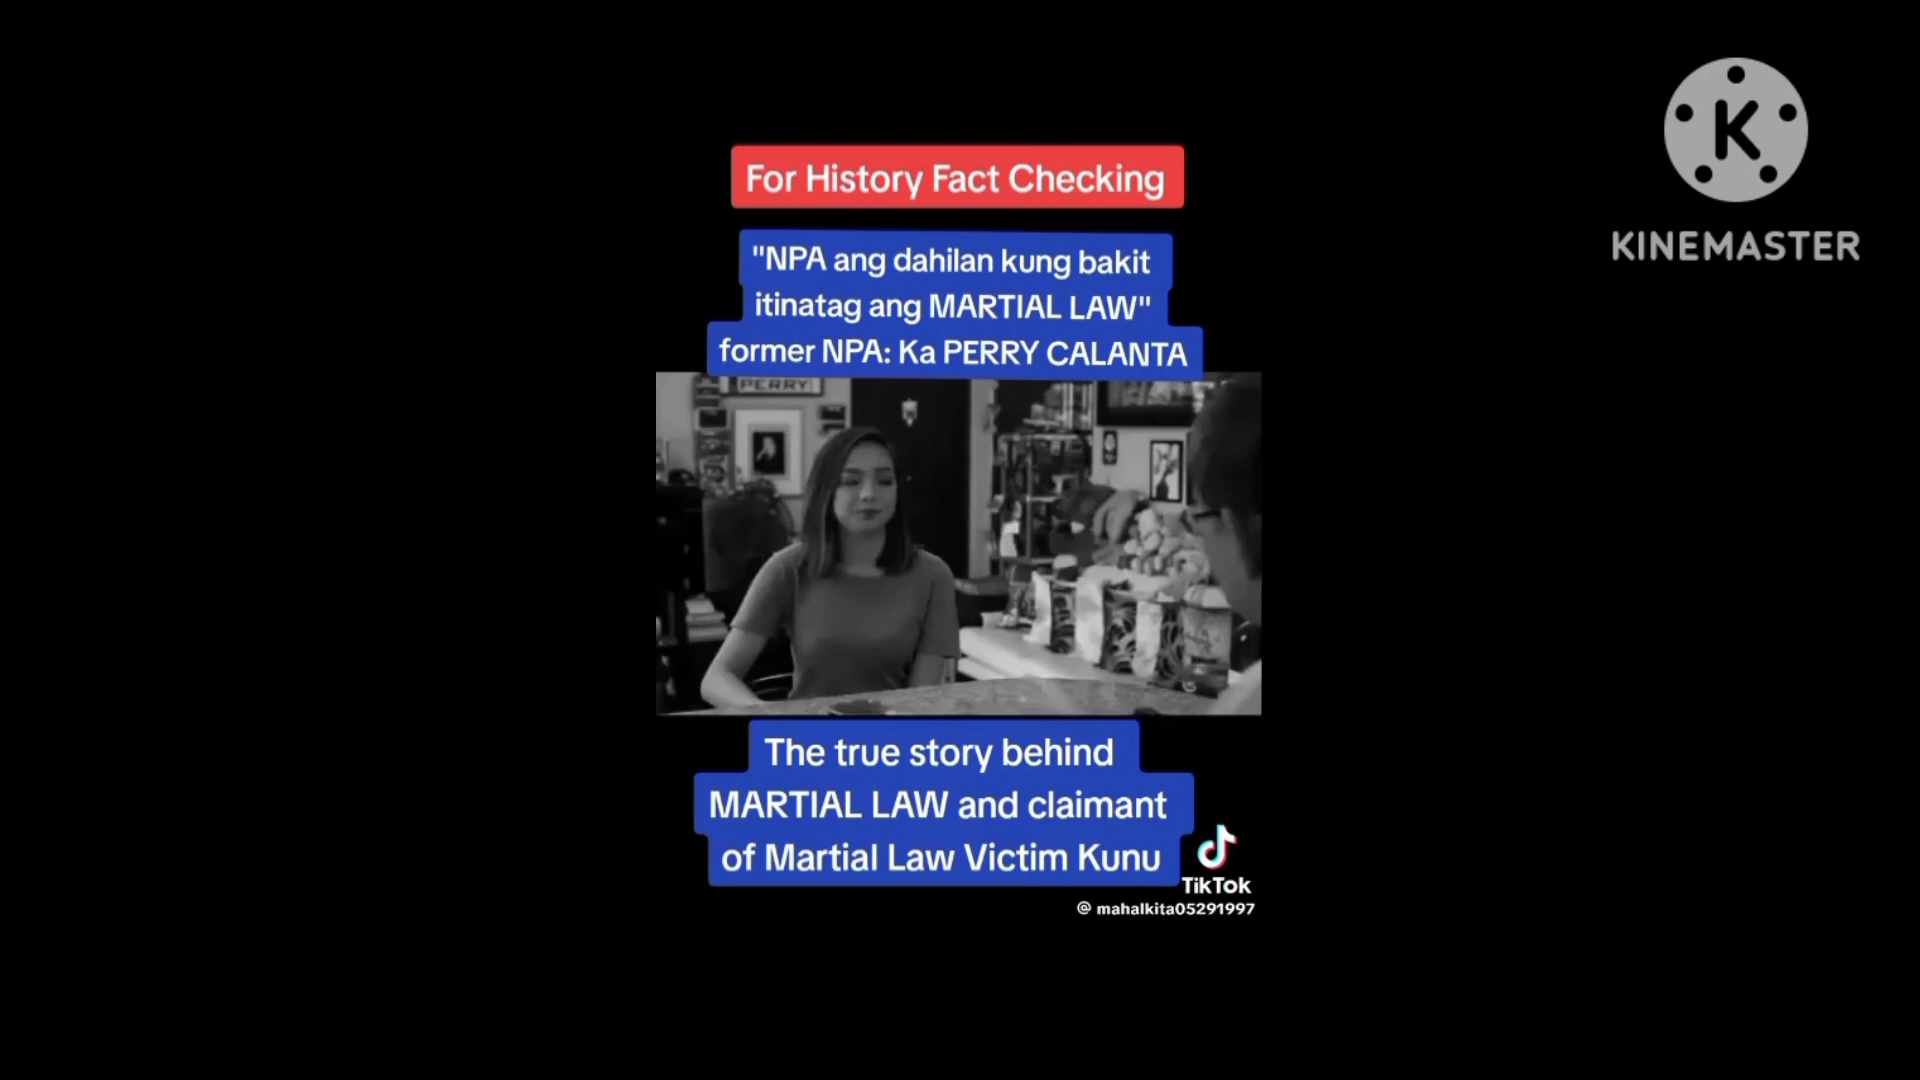 For History Fact Checking
"NPA ang dahilan kung bakit
itinatag ang MARTIAL LAW"
former NPA: Ka PERRY CALANTA
PERRY
The true story behind
MARTIAL LAW and claimant
of Martial Law Victim Kunu
TikTok
@ mahalkita05291997
K
KINEMASTER